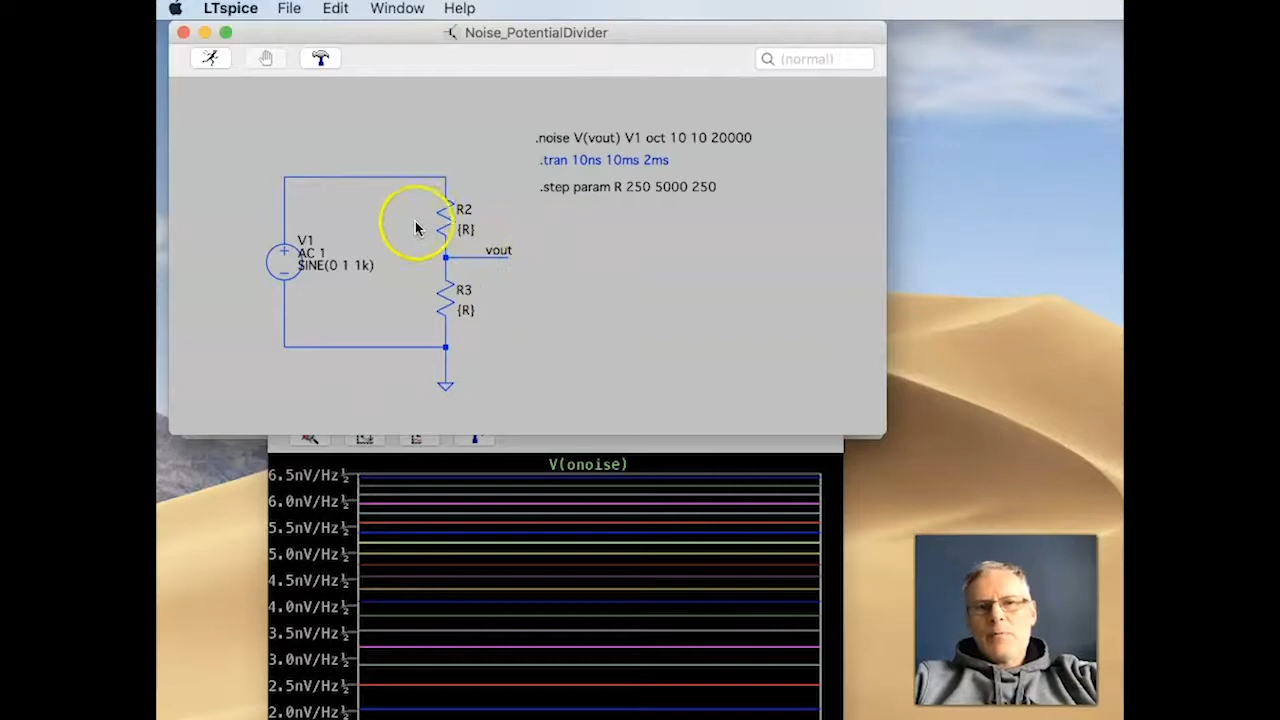 LTspice File Edit Window Help
Noise_PotentialDivider
(normal)
.noise V(vout) V1 oct 10 10 20000
.tran 10ns 10ms 2ms
.step param R 250 5000 250
R2
{R}
vout
V1
AC 1
SINE(0 1 1k)
R3
{R}
V(onoise)
6.5nV/Hz½
6.0nV/Hz½
5.5nV/Hz½
5.0nV/Hz½
4.5nV/Hz½
4.0nV/Hz½
3.5nV/Hz½
3.0nV/Hz½
2.5nV/Hz½
2.0nV/Hz½